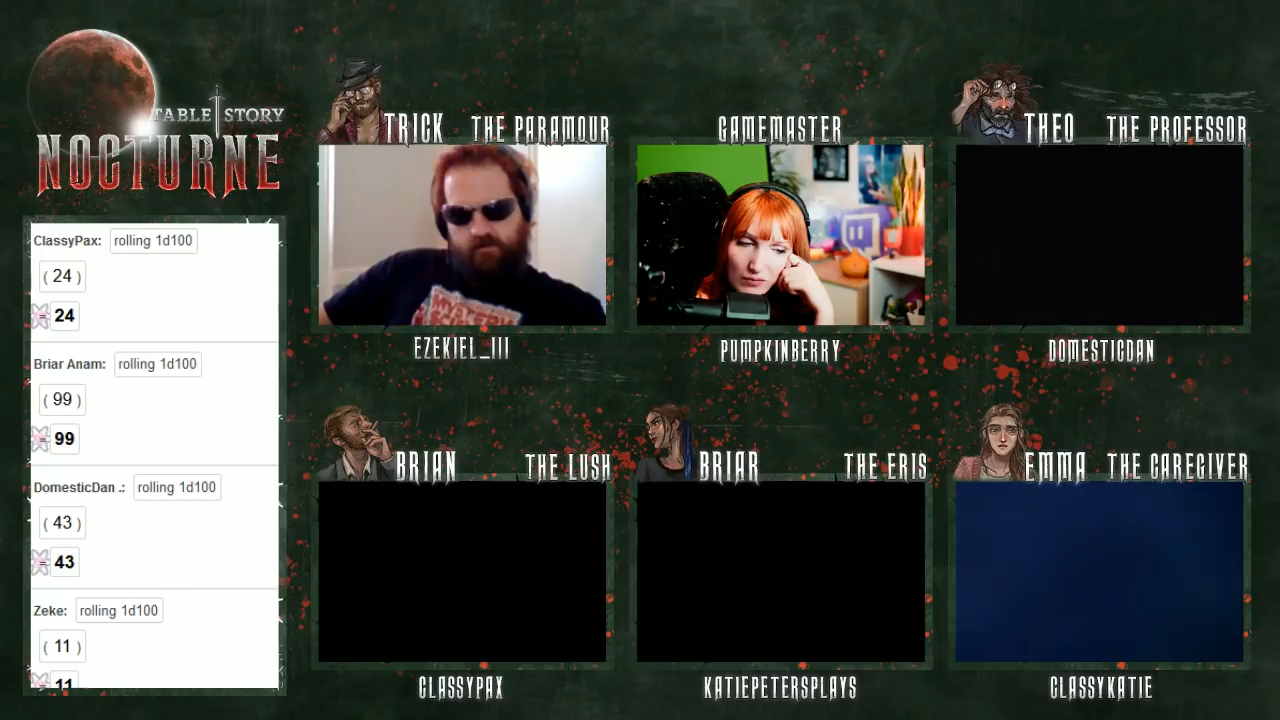 TABLE STORY
NOCTURNE
ClassyPax: rolling 1d100
( 24 )
= 24
Briar Anam: rolling 1d100
( 99 )
= 99
DomesticDan .: rolling 1d100
( 43 )
= 43
Zeke: rolling 1d100
( 11 )
= 11
TRICK THE PARAMOUR
EZEKIEL_III
GAMEMASTER
PUMPKINBERRY
THEO THE PROFESSOR
DOMESTICDAN
BRIAN THE LUSH
CLASSYPAX
BRIAR THE ERIS
KATIEPETERSPLAYS
EMMA THE CAREGIVER
CLASSYKATIE